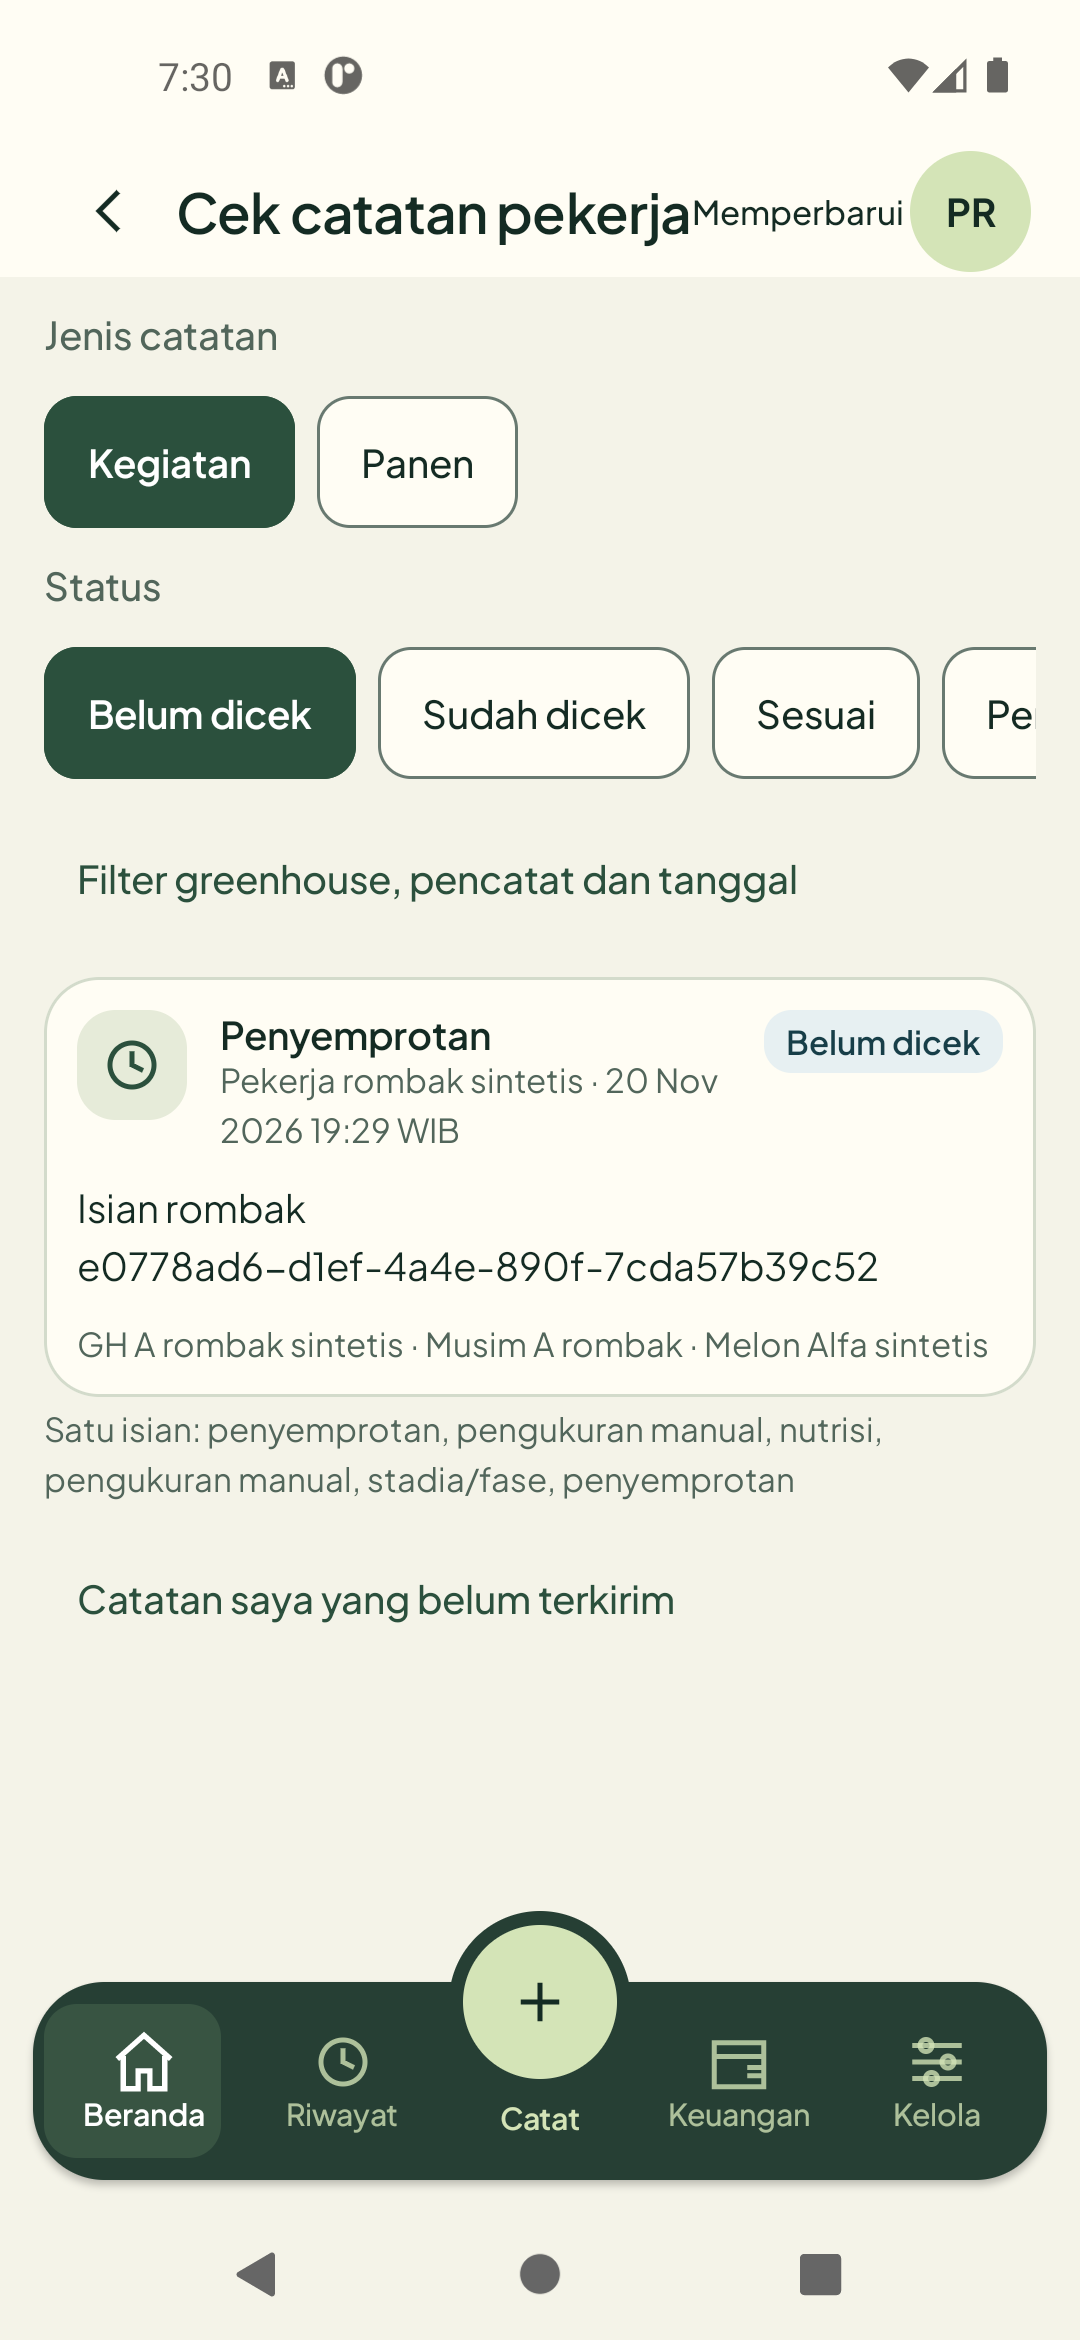 7:30
Cek catatan pekerja
Memperbarui
PR
Jenis catatan
Kegiatan
Panen
Status
Belum dicek
Sudah dicek
Sesuai
Pe
Filter greenhouse, pencatat dan tanggal
Penyemprotan
Belum dicek
Pekerja rombak sintetis · 20 Nov
2026 19:29 WIB
Isian rombak
e0778ad6-d1ef-4a4e-890f-7cda57b39c52
GH A rombak sintetis · Musim A rombak · Melon Alfa sintetis
Satu isian: penyemprotan, pengukuran manual, nutrisi,
pengukuran manual, stadia/fase, penyemprotan
Catatan saya yang belum terkirim
Beranda
Riwayat
Catat
Keuangan
Kelola